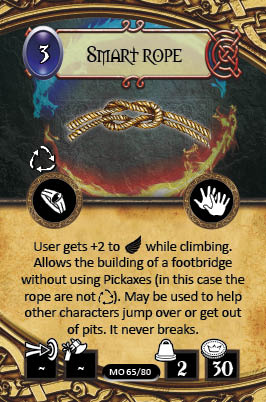 3
SMART ROPE
User gets +2 to while climbing.
Allows the building of a footbridge
without using Pickaxes (in this case the
rope are not ). May be used to help
other characters jump over or get out
of pits. It never breaks.
~ ~ MO 65/80 2 30